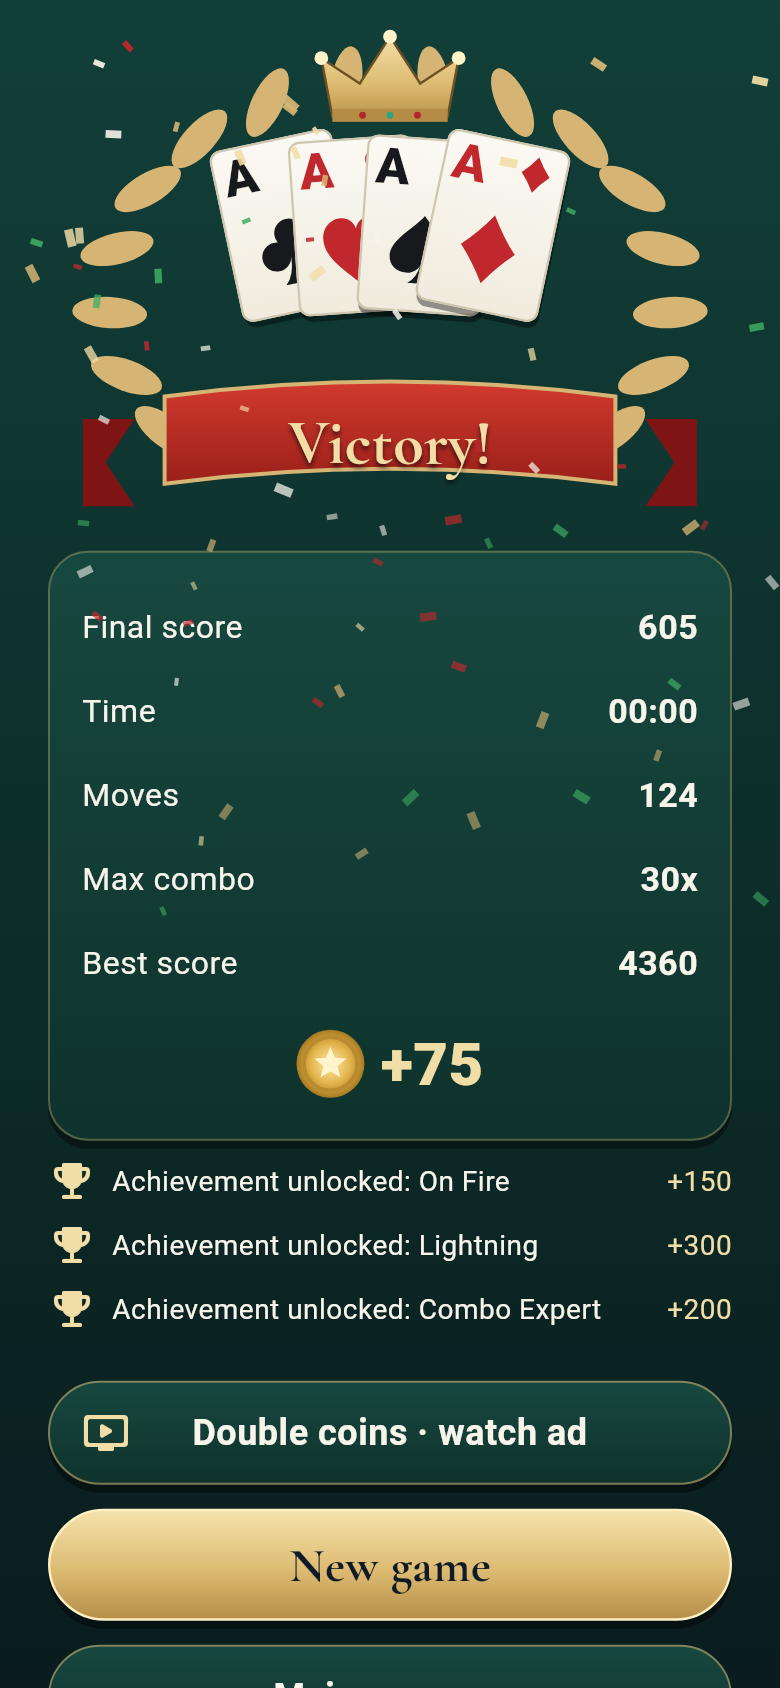 A A A A
Victory!
Final score 605
Time 00:00
Moves 124
Max combo 30x
Best score 4360
+75
Achievement unlocked: On Fire +150
Achievement unlocked: Lightning +300
Achievement unlocked: Combo Expert +200
Double coins · watch ad
New game